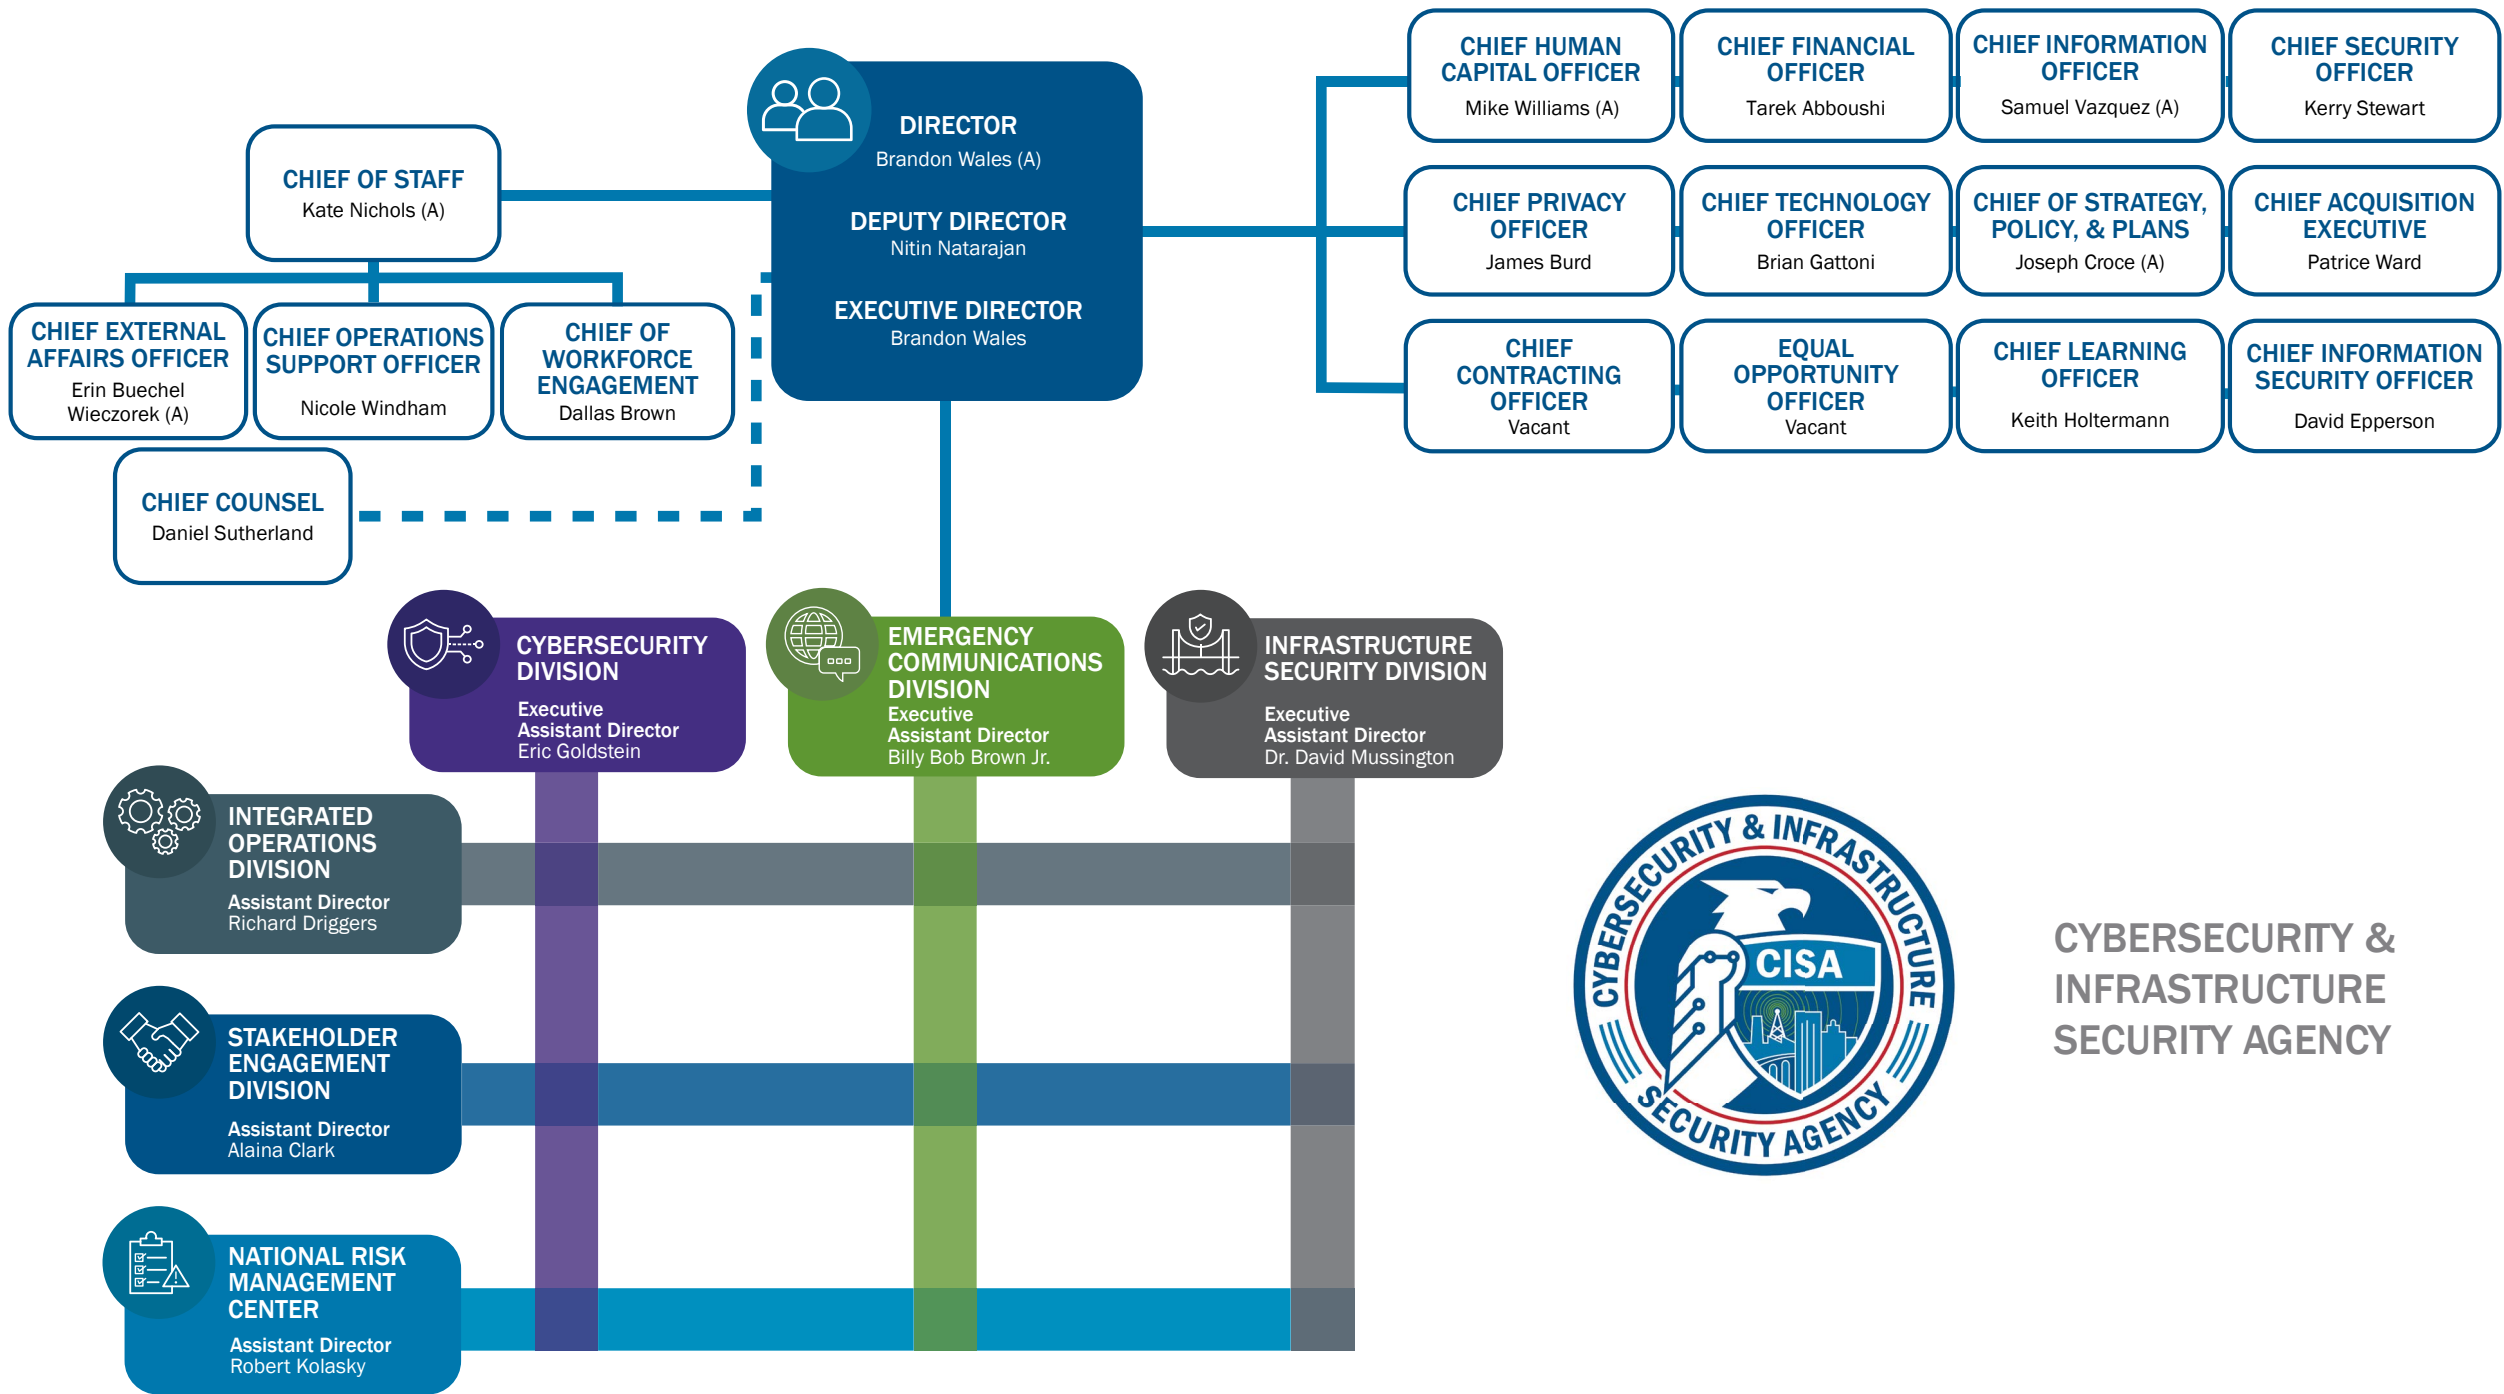 DIRECTOR
Brandon Wales (A)
DEPUTY DIRECTOR
Nitin Natarajan
EXECUTIVE DIRECTOR
Brandon Wales
CHIEF OF STAFF
Kate Nichols (A)
CHIEF EXTERNAL
AFFAIRS OFFICER
Erin Buechel
Wieczorek (A)
CHIEF OPERATIONS
SUPPORT OFFICER
Nicole Windham
CHIEF OF
WORKFORCE
ENGAGEMENT
Dallas Brown
CHIEF COUNSEL
Daniel Sutherland
CHIEF HUMAN
CAPITAL OFFICER
Mike Williams (A)
CHIEF FINANCIAL
OFFICER
Tarek Abboushi
CHIEF INFORMATION
OFFICER
Samuel Vazquez (A)
CHIEF SECURITY
OFFICER
Kerry Stewart
CHIEF PRIVACY
OFFICER
James Burd
CHIEF TECHNOLOGY
OFFICER
Brian Gattoni
CHIEF OF STRATEGY,
POLICY, & PLANS
Joseph Croce (A)
CHIEF ACQUISITION
EXECUTIVE
Patrice Ward
CHIEF
CONTRACTING
OFFICER
Vacant
EQUAL
OPPORTUNITY
OFFICER
Vacant
CHIEF LEARNING
OFFICER
Keith Holtermann
CHIEF INFORMATION
SECURITY OFFICER
David Epperson
CYBERSECURITY
DIVISION
Executive
Assistant Director
Eric Goldstein
EMERGENCY
COMMUNICATIONS
DIVISION
Executive
Assistant Director
Billy Bob Brown Jr.
INFRASTRUCTURE
SECURITY DIVISION
Executive
Assistant Director
Dr. David Mussington
INTEGRATED
OPERATIONS
DIVISION
Assistant Director
Richard Driggers
STAKEHOLDER
ENGAGEMENT
DIVISION
Assistant Director
Alaina Clark
NATIONAL RISK
MANAGEMENT
CENTER
Assistant Director
Robert Kolasky
CYBERSECURITY & INFRASTRUCTURE
SECURITY AGENCY
CISA
CYBERSECURITY &
INFRASTRUCTURE
SECURITY AGENCY